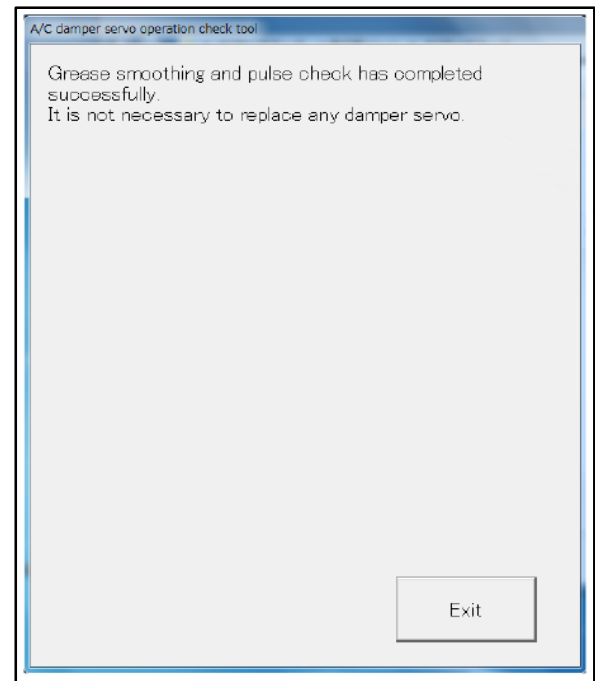 A/C damper servo operation check tool
Grease smoothing and pulse check has completed
successfully.
It is not necessary to replace any damper servo.
Exit